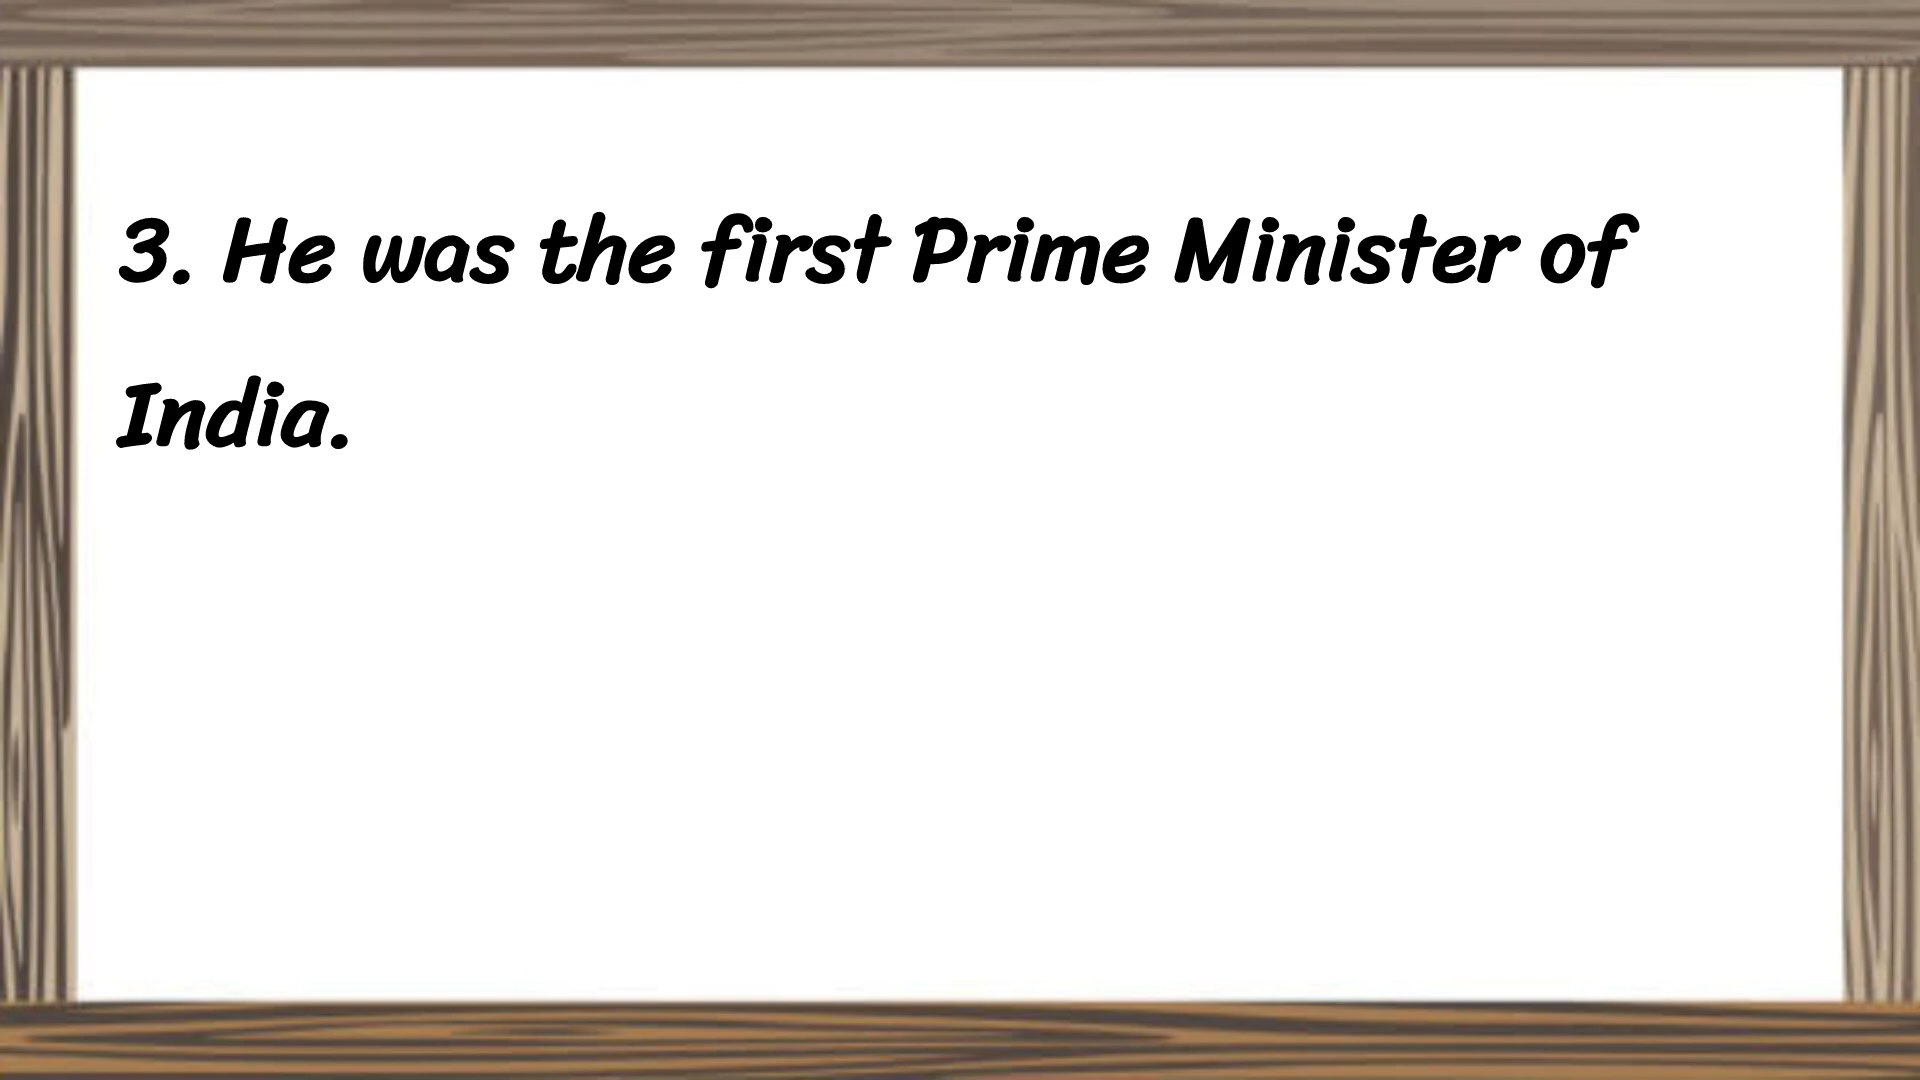 3. He was the first Prime Minister of
India.